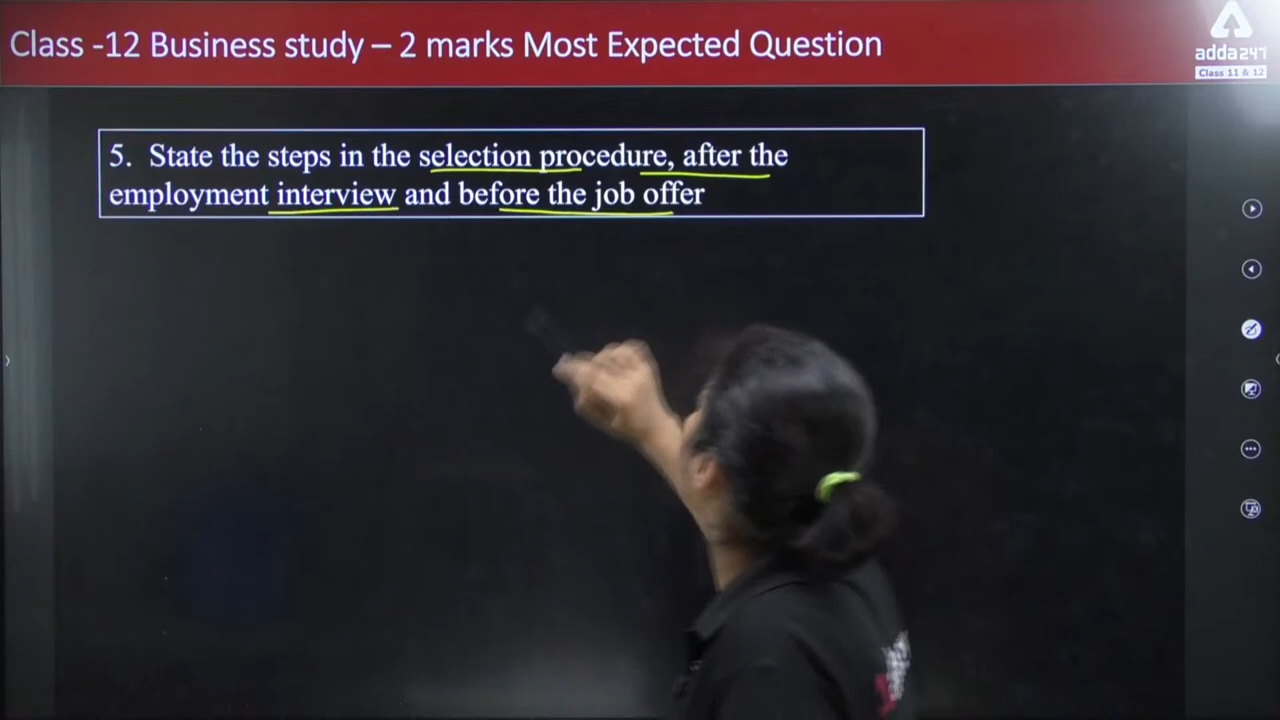 Class -12 Business study – 2 marks Most Expected Question
adda247
Class 11 & 12
5. State the steps in the selection procedure, after the
employment interview and before the job offer